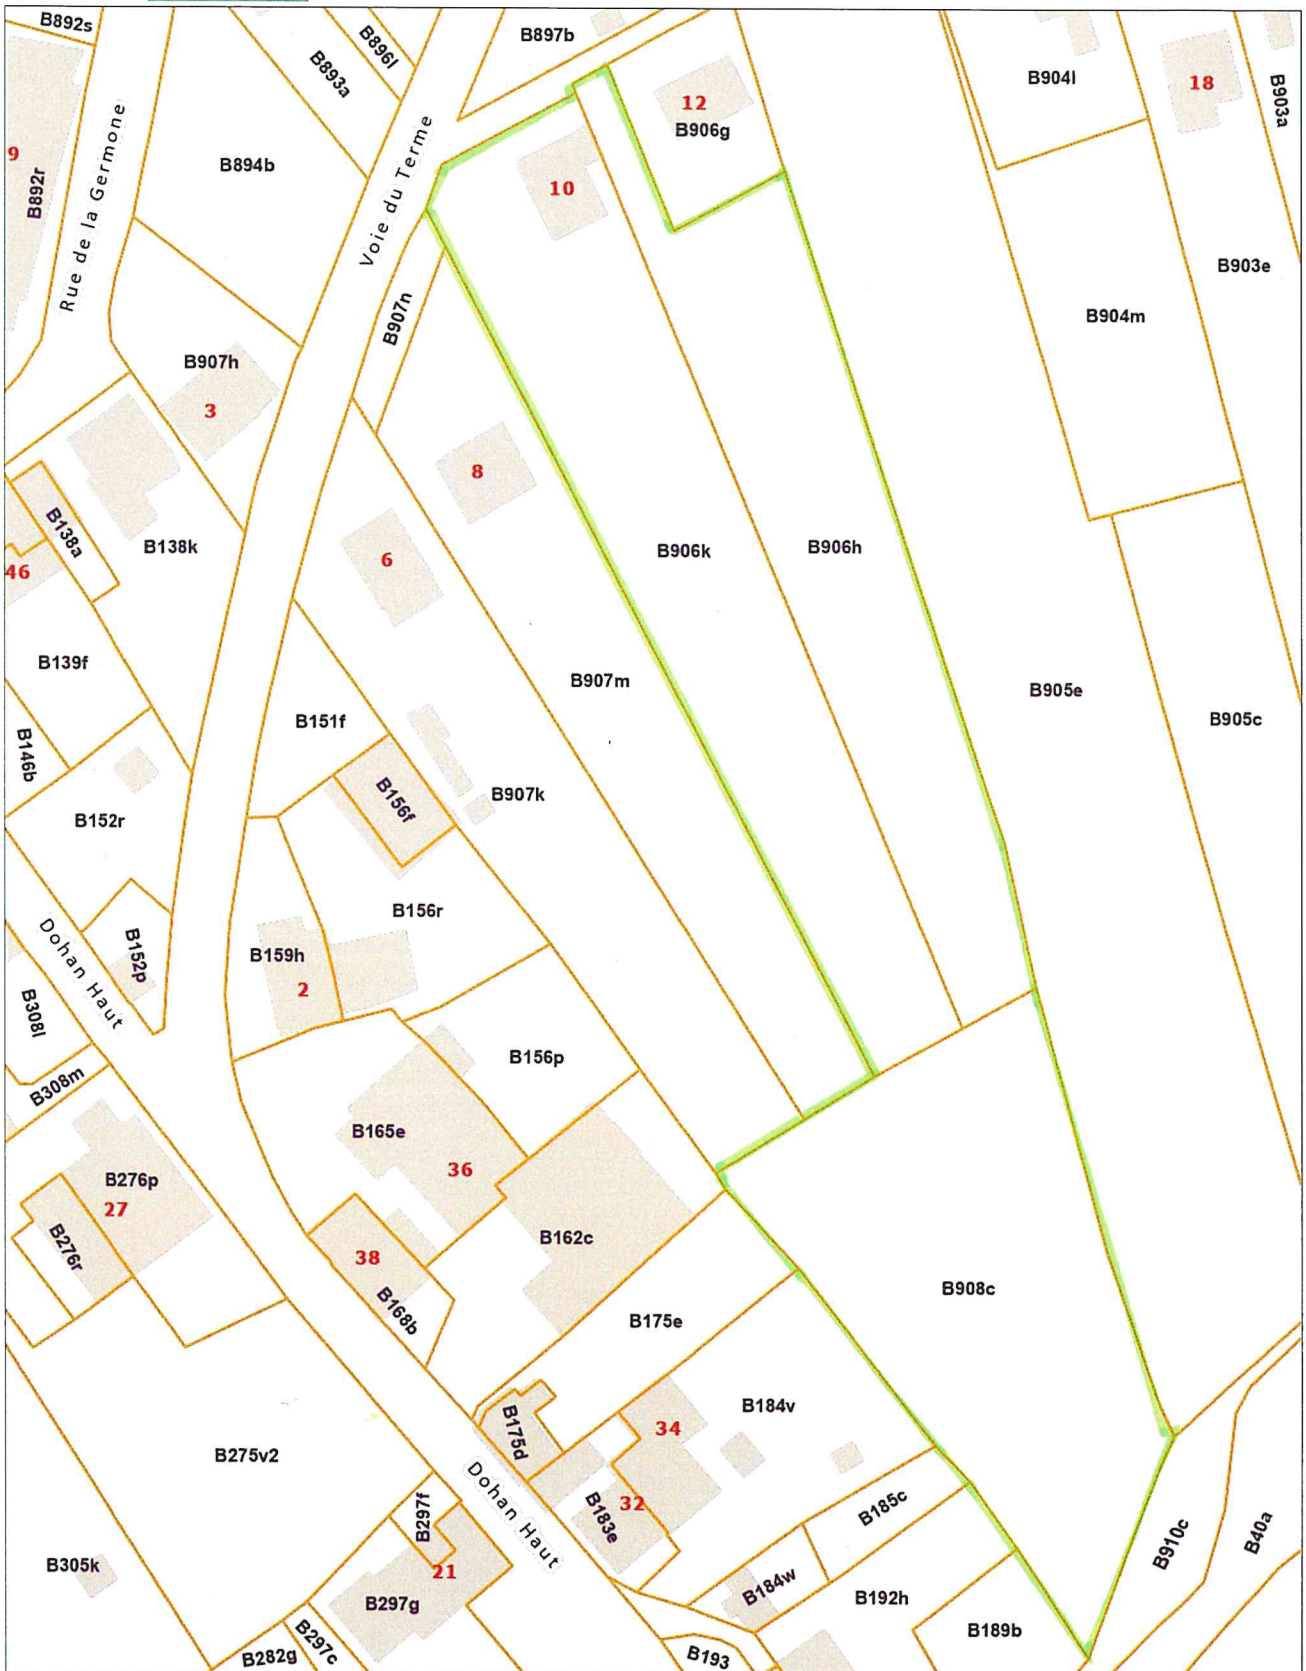 B892s
B896l
B897b
B893a
B904l
18
B903a
12
B906g
9
B892r
Rue de la Germone
B894b
Voie du Terme
10
B903e
B907n
B904m
B907h
3
8
B138a
B138k
46
6
B906k
B906h
B139f
B907m
B905e
B151f
B905c
B146b
B156f
B907k
B152r
B156r
Dohan Haut
B152p
B159h
2
B308l
B156p
B308m
B165e
36
B276p
27
B276r
B162c
38
B168b
B908c
B175e
B184v
B175d
34
B275v2
Dohan Haut
32
B183e
B297f
B185c
B910c
B40a
B305k
21
B184w
B297g
B192h
B189b
B297c
B282g
B193